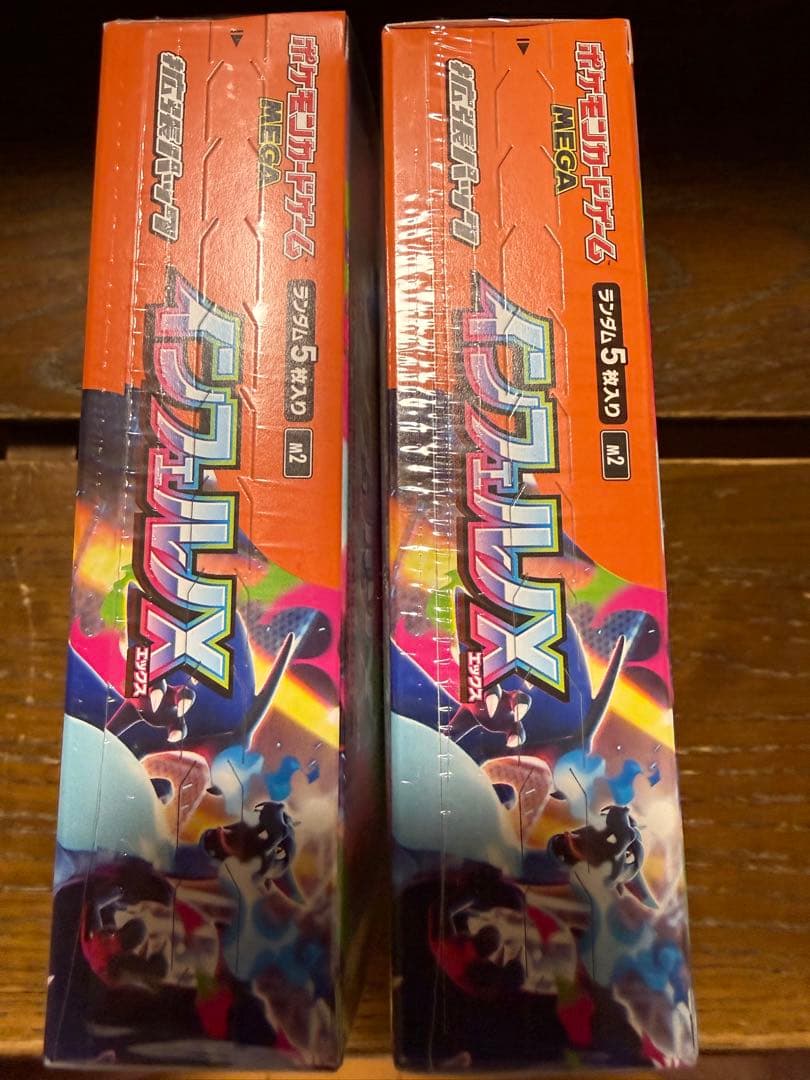 ポケモンカードゲーム
MEGA
拡張パック
ランダム5枚入り
M2
インフェルノX
エックス
ポケモンカードゲーム
MEGA
拡張パック
ランダム5枚入り
M2
インフェルノX
エックス